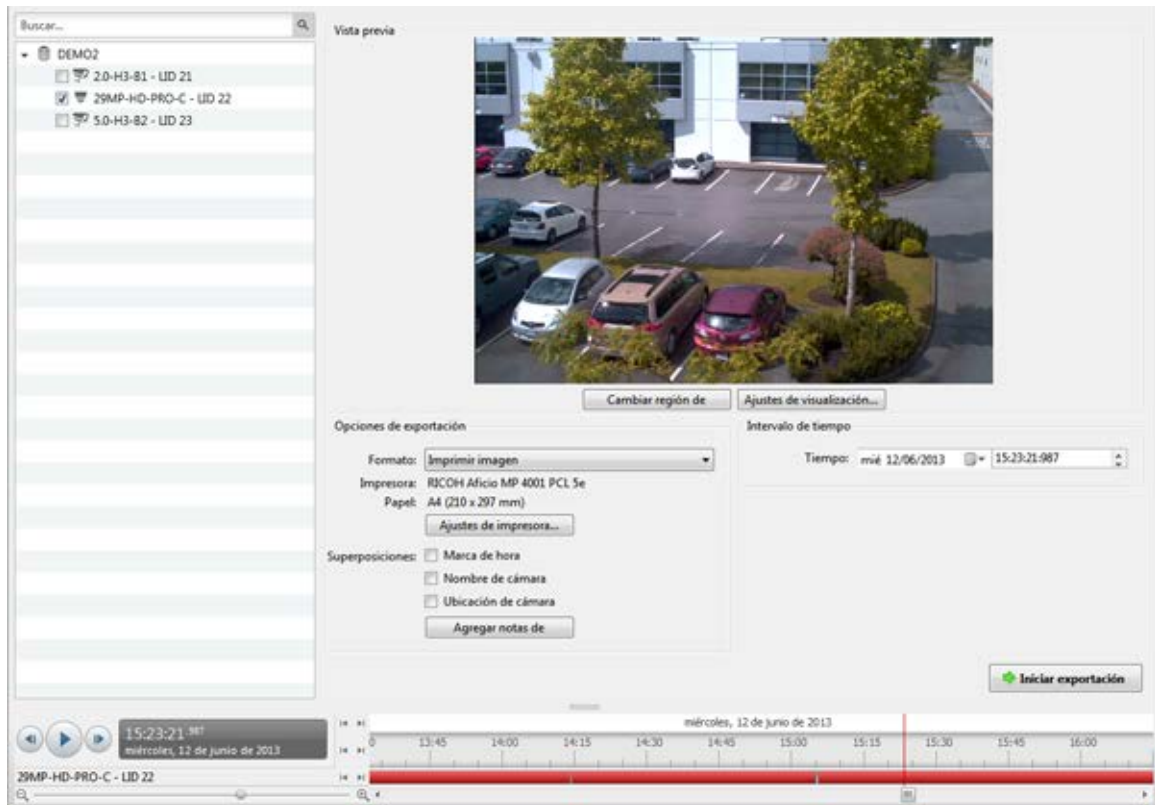 Buscar...
DEMO2
2.0-H3-B1 - LID 21
29MP-HD-PRO-C - LID 22
5.0-H3-B2 - LID 23
Vista previa
Cambiar región de
Ajustes de visualización...
Opciones de exportación
Formato: Imprimir imagen
Impresora: RICOH Aficio MP 4001 PCL 5e
Papel: A4 (210 x 297 mm)
Ajustes de impresora...
Superposiciones: Marca de hora
Nombre de cámara
Ubicación de cámara
Agregar notas de
Intervalo de tiempo
Tiempo: mié 12/06/2013 15:23:21:987
Iniciar exportación
15:23:21.987
miércoles, 12 de junio de 2013
miércoles, 12 de junio de 2013
0 13:45 14:00 14:15 14:30 14:45 15:00 15:15 15:30 15:45 16:00
29MP-HD-PRO-C - LID 22